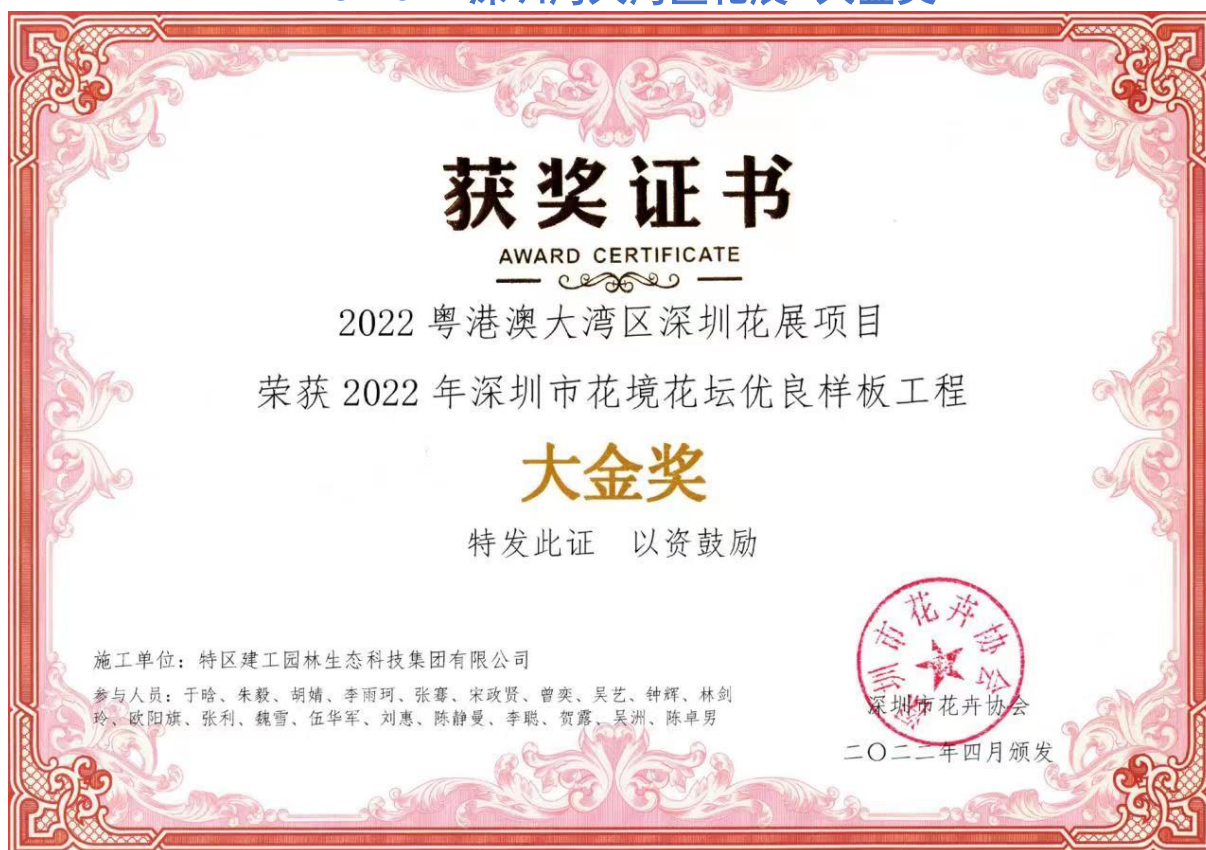 获奖证书
AWARD CERTIFICATE
2022 粤港澳大湾区深圳花展项目
荣获 2022 年深圳市花境花坛优良样板工程
大金奖
特发此证 以资鼓励
施工单位：特区建工园林生态科技集团有限公司
参与人员：于晗、朱毅、胡婧、李雨珂、张骞、宋政贤、曾奕、吴艺、钟辉、林剑
玲、欧阳旗、张利、魏雪、伍华军、刘惠、陈静曼、李聪、贺露、吴洲、陈卓男
深圳市花卉协会
深圳市花卉协会
二〇二二年四月颁发